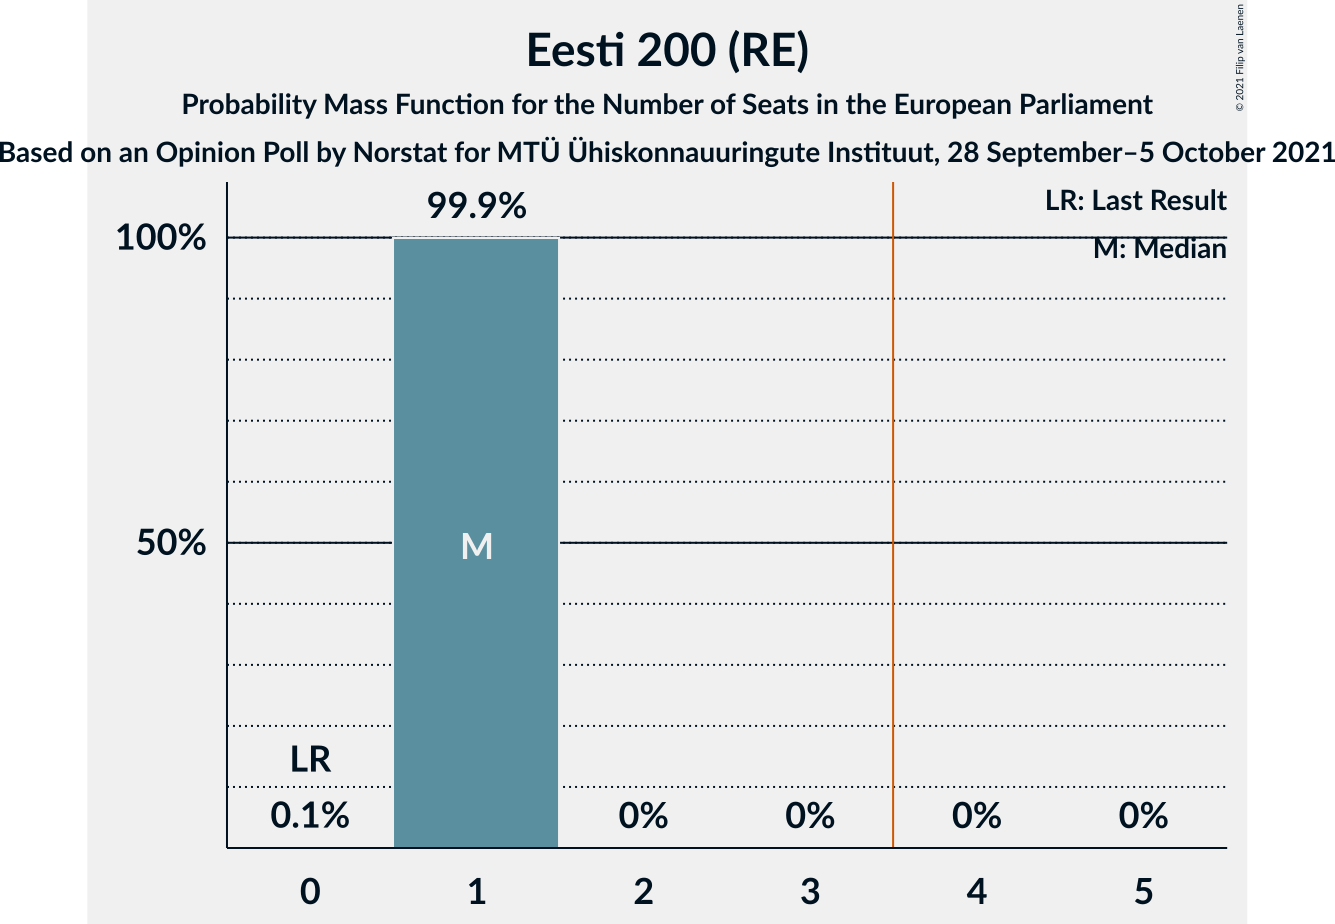 Eesti 200 (RE)
Probability Mass Function for the Number of Seats in the European Parliament
Based on an Opinion Poll by Norstat for MTÜ Ühiskonnauuringute Instituut, 28 September–5 October 2021
© 2021 Filip van Laenen
LR: Last Result
M: Median
99.9%
100%
50%
M
LR
0.1%
0%
0%
0%
0%
0
1
2
3
4
5